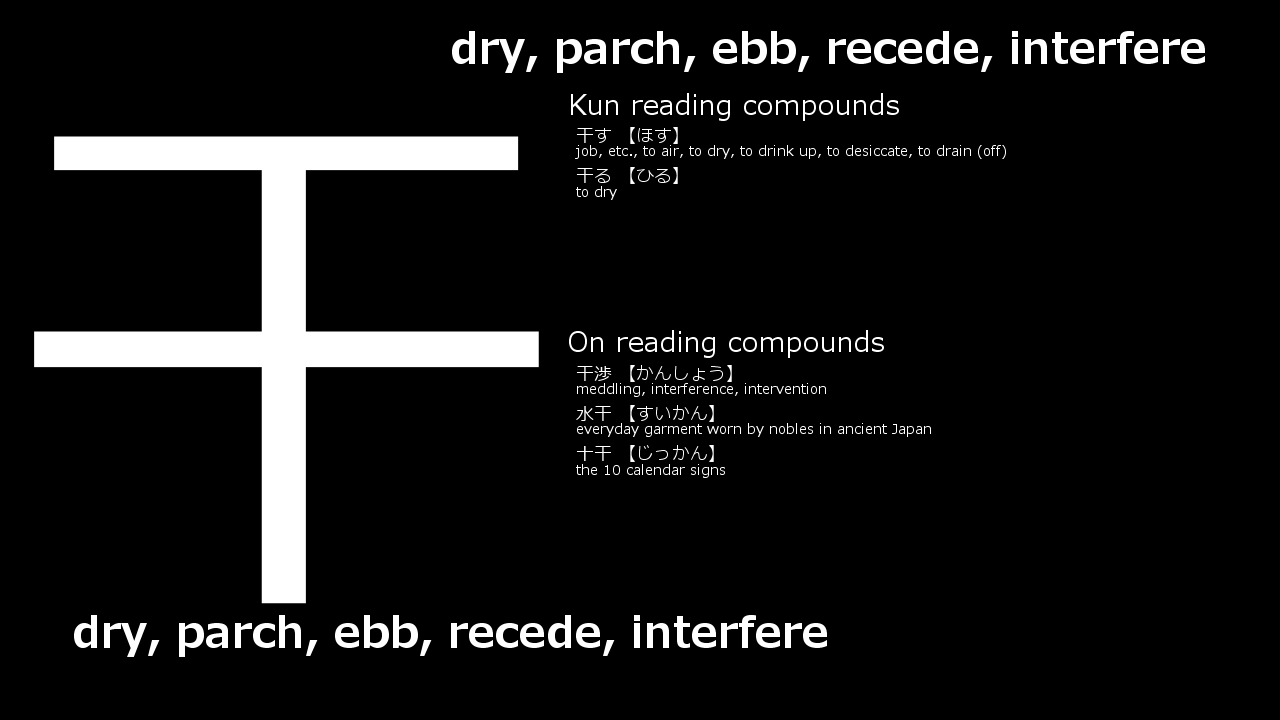 dry, parch, ebb, recede, interfere
干
Kun reading compounds
干す 【ほす】
job, etc., to air, to dry, to drink up, to desiccate, to drain (off)
干る 【ひる】
to dry
On reading compounds
干渉 【かんしょう】
meddling, interference, intervention
水干 【すいかん】
everyday garment worn by nobles in ancient Japan
十干 【じっかん】
the 10 calendar signs
dry, parch, ebb, recede, interfere